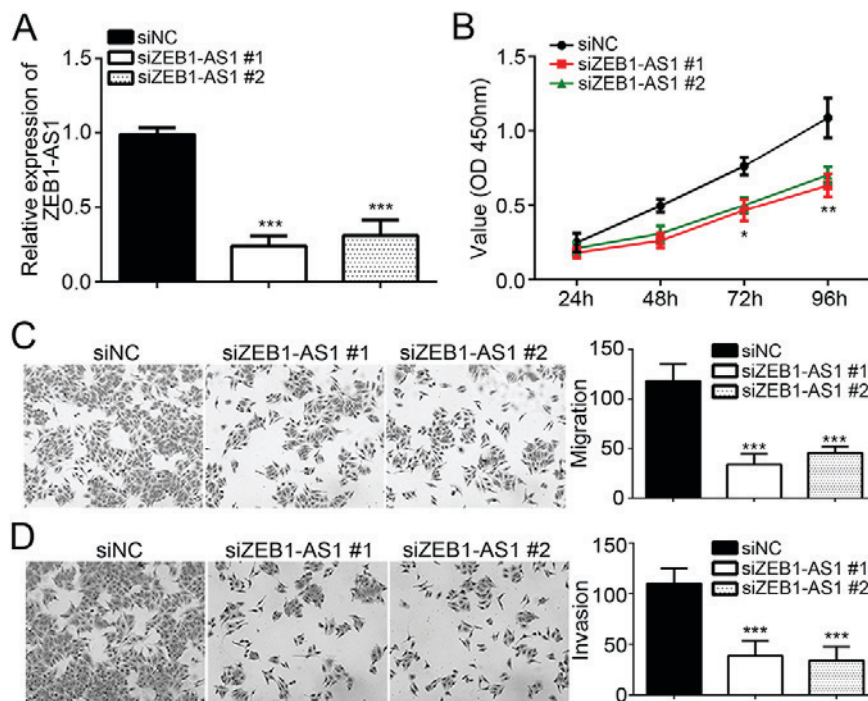 A
siNC
siZEB1-AS1 #1
siZEB1-AS1 #2
Relative expression of
ZEB1-AS1
1.5
1.0
0.5
0.0
***
***
B
siNC
siZEB1-AS1 #1
siZEB1-AS1 #2
Value (OD 450nm)
1.5
1.0
0.5
0.0
*
**
24h
48h
72h
96h
C
siNC
siZEB1-AS1 #1
siZEB1-AS1 #2
Migration
150
100
50
0
siNC
siZEB1-AS1 #1
siZEB1-AS1 #2
***
***
D
siNC
siZEB1-AS1 #1
siZEB1-AS1 #2
Invasion
150
100
50
0
siNC
siZEB1-AS1 #1
siZEB1-AS1 #2
***
***